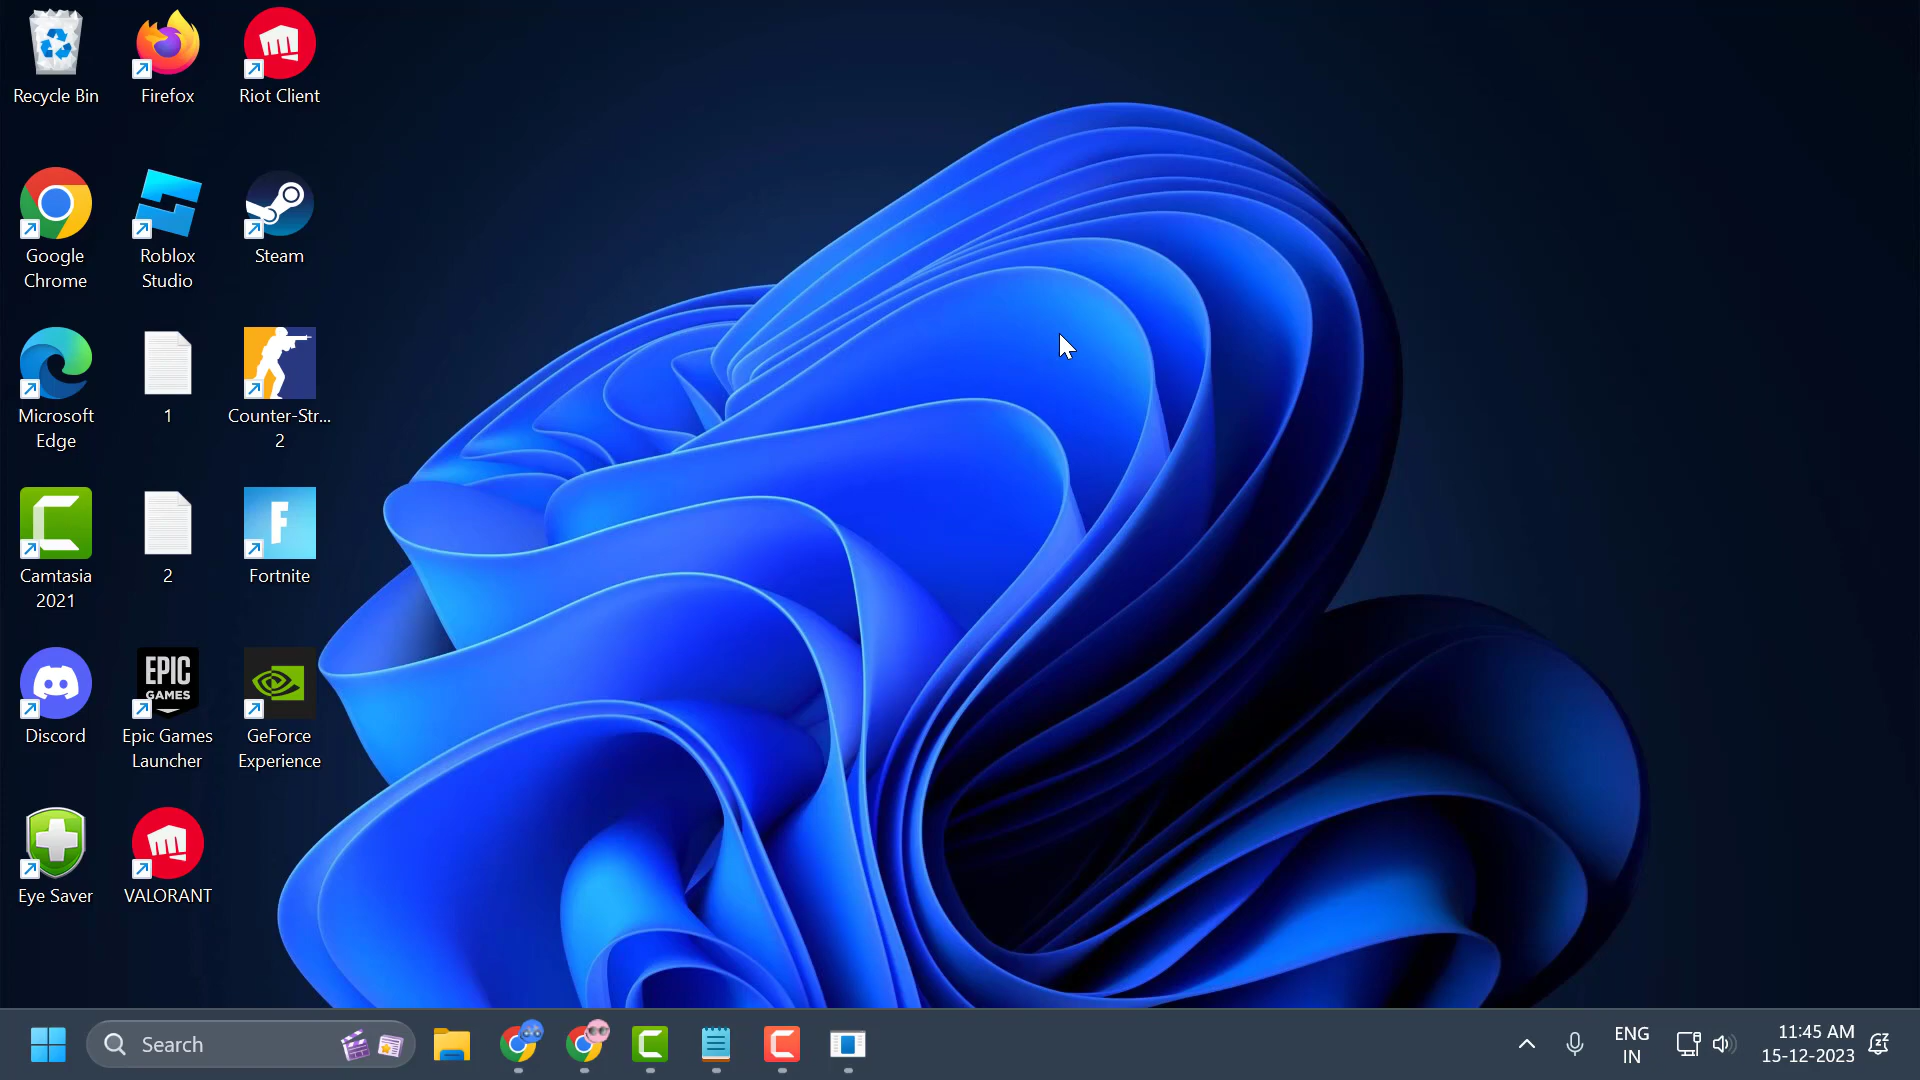 Recycle Bin
Firefox
Riot Client
Google
Chrome
Roblox
Studio
Steam
Microsoft
Edge
1
Counter-Str...
2
Camtasia
2021
2
F
Fortnite
Discord
EPIC
GAMES
Epic Games
Launcher
GeForce
Experience
Eye Saver
VALORANT
Search
ENG
IN
11:45 AM
15-12-2023